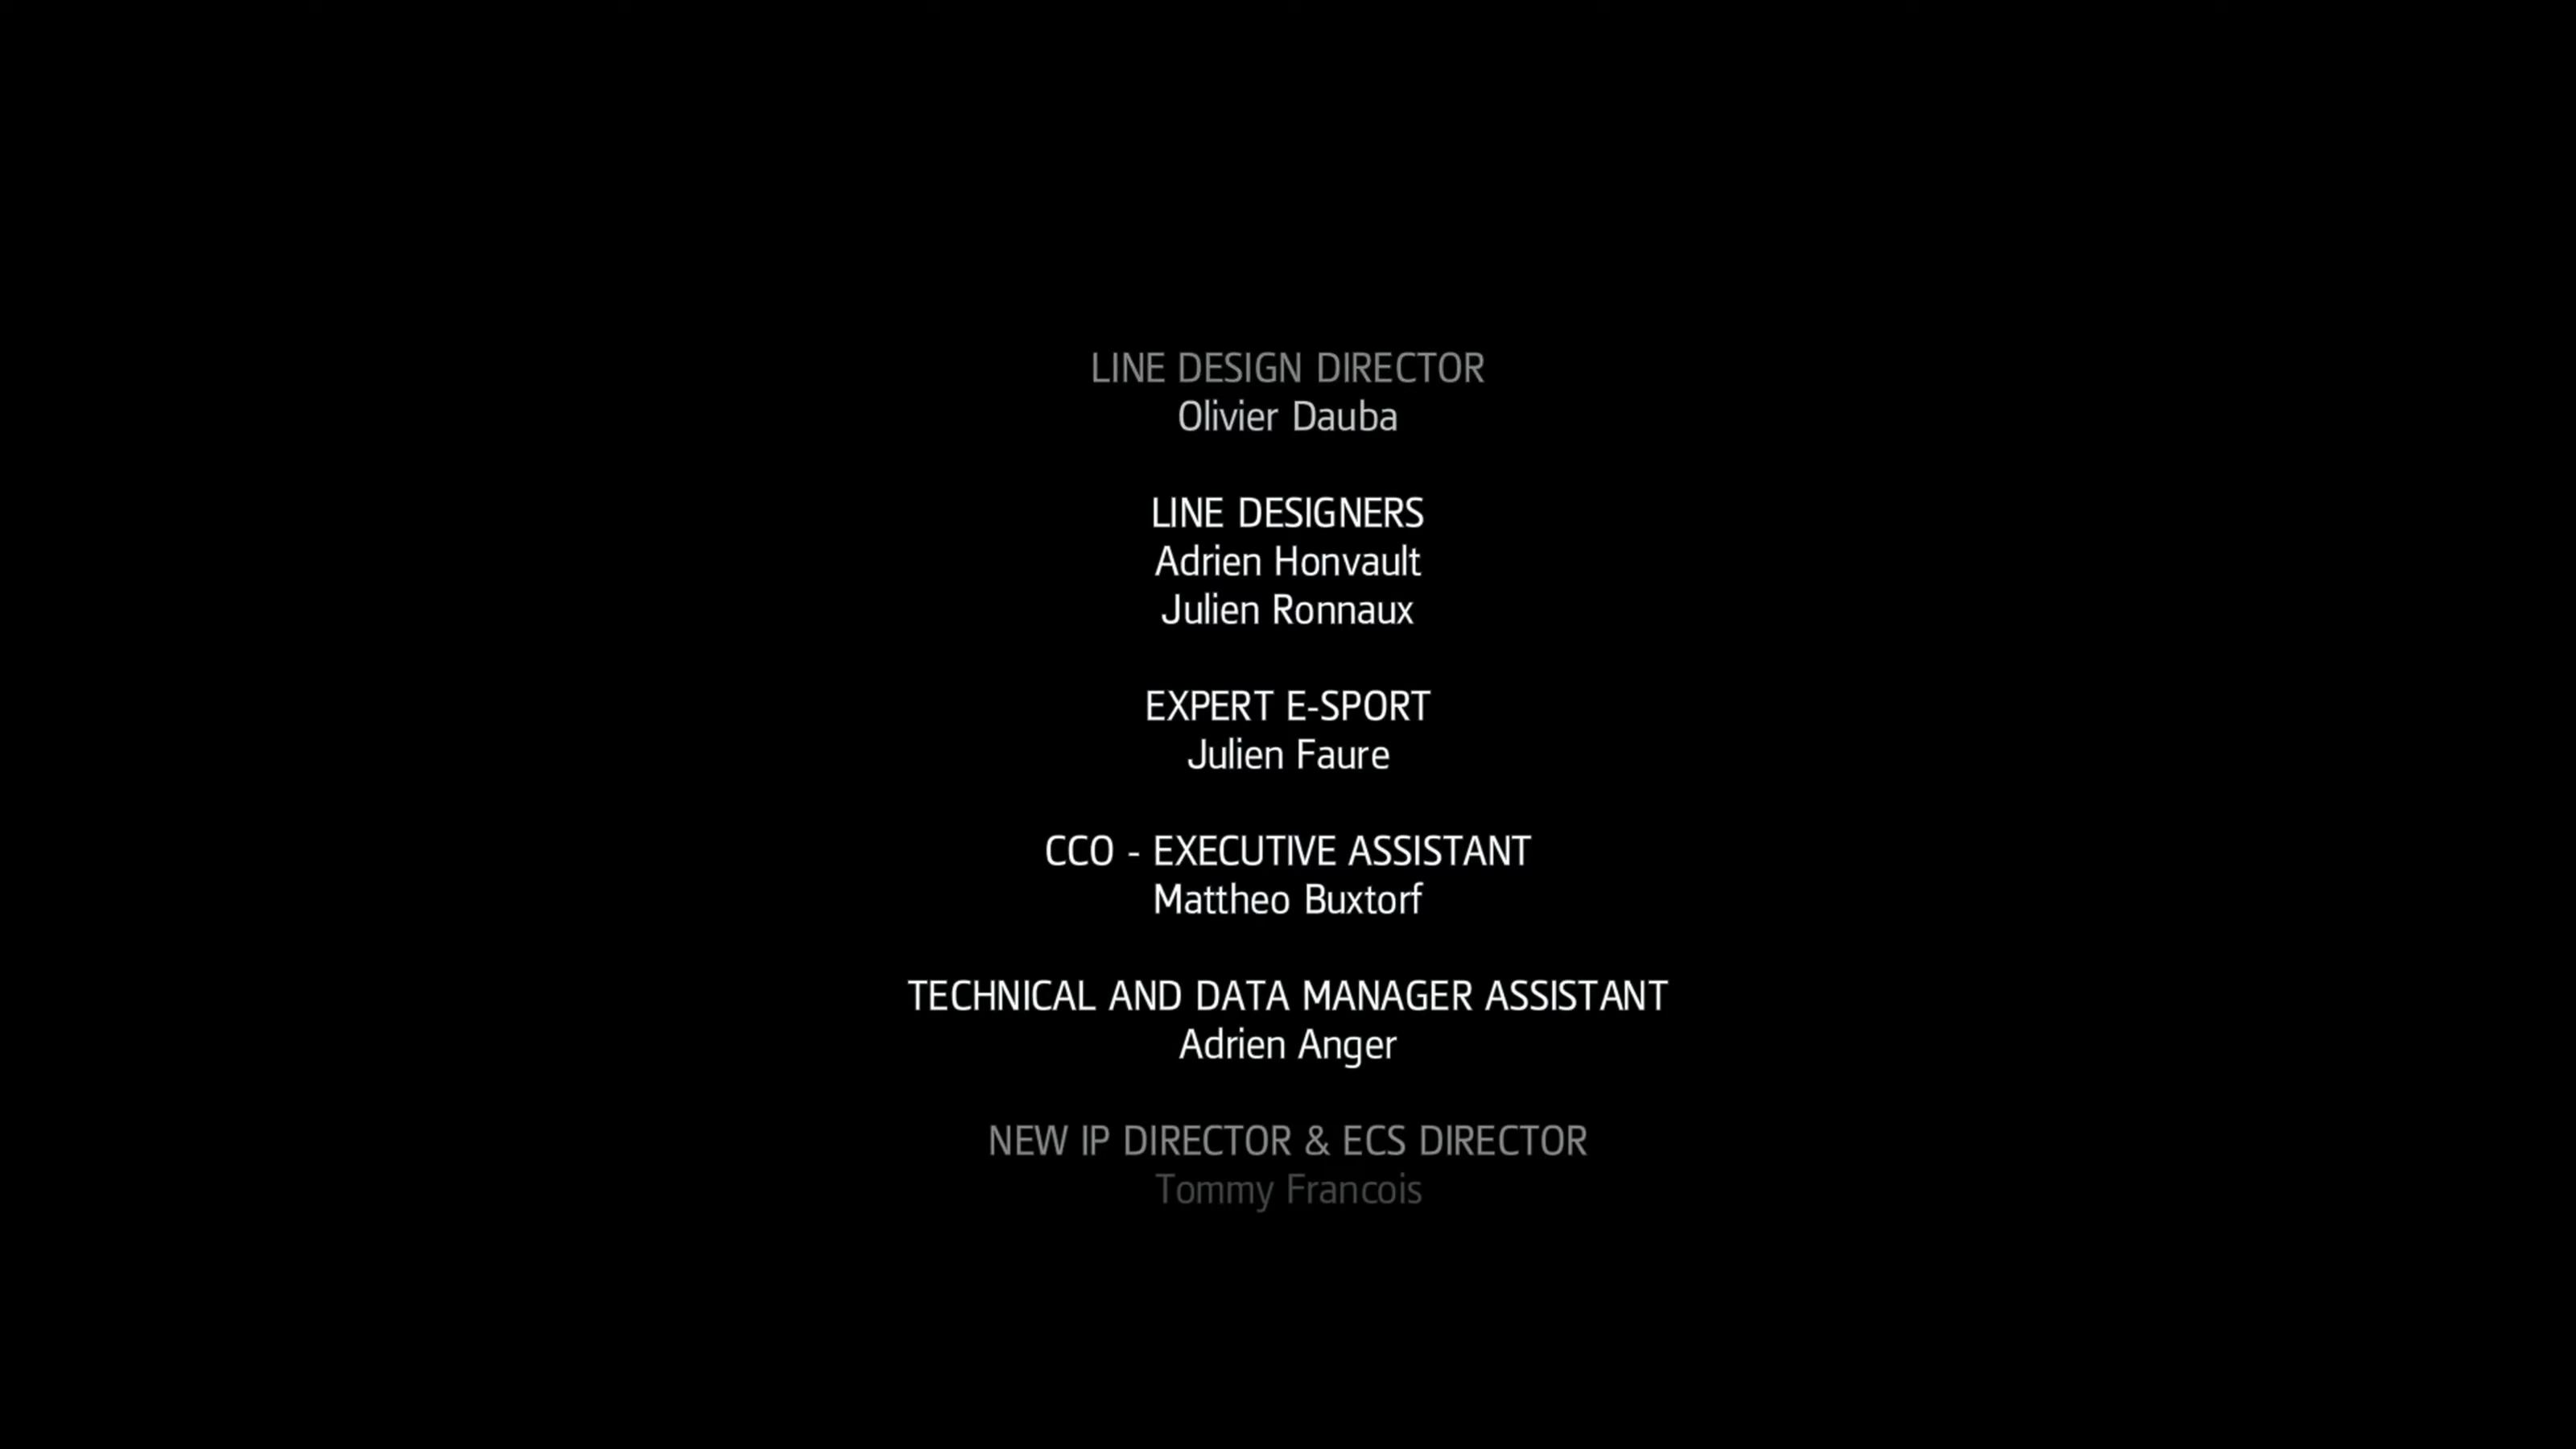 LINE DESIGN DIRECTOR
Olivier Dauba
LINE DESIGNERS
Adrien Honvault
Julien Ronnaux
EXPERT E-SPORT
Julien Faure
CCO - EXECUTIVE ASSISTANT
Mattheo Buxtorf
TECHNICAL AND DATA MANAGER ASSISTANT
Adrien Anger
NEW IP DIRECTOR & ECS DIRECTOR
Tommy Francois